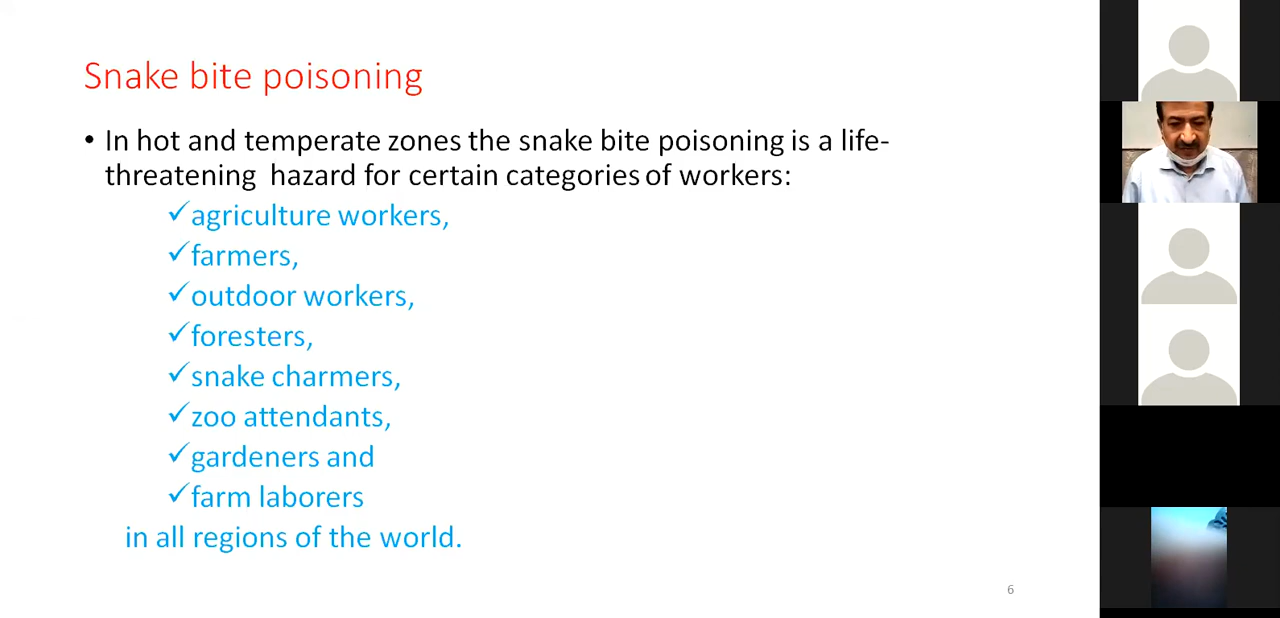 Snake bite poisoning
• In hot and temperate zones the snake bite poisoning is a life-
threatening hazard for certain categories of workers:
✓agriculture workers,
✓farmers,
✓outdoor workers,
✓foresters,
✓snake charmers,
✓zoo attendants,
✓gardeners and
✓farm laborers
in all regions of the world.
6